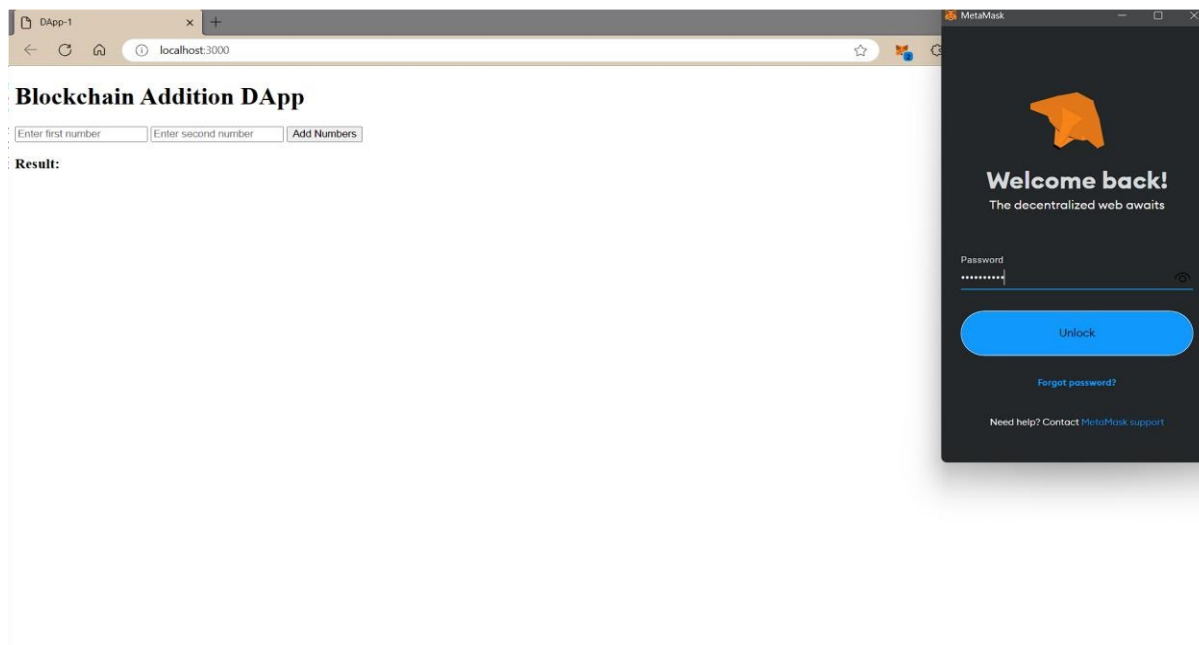 DApp-1
MetaMask
localhost:3000
2
Blockchain Addition DApp
Enter first number Enter second number Add Numbers
Result:
Welcome back!
The decentralized web awaits
Password
••••••••••
Unlock
Forgot password?
Need help? Contact MetaMask support